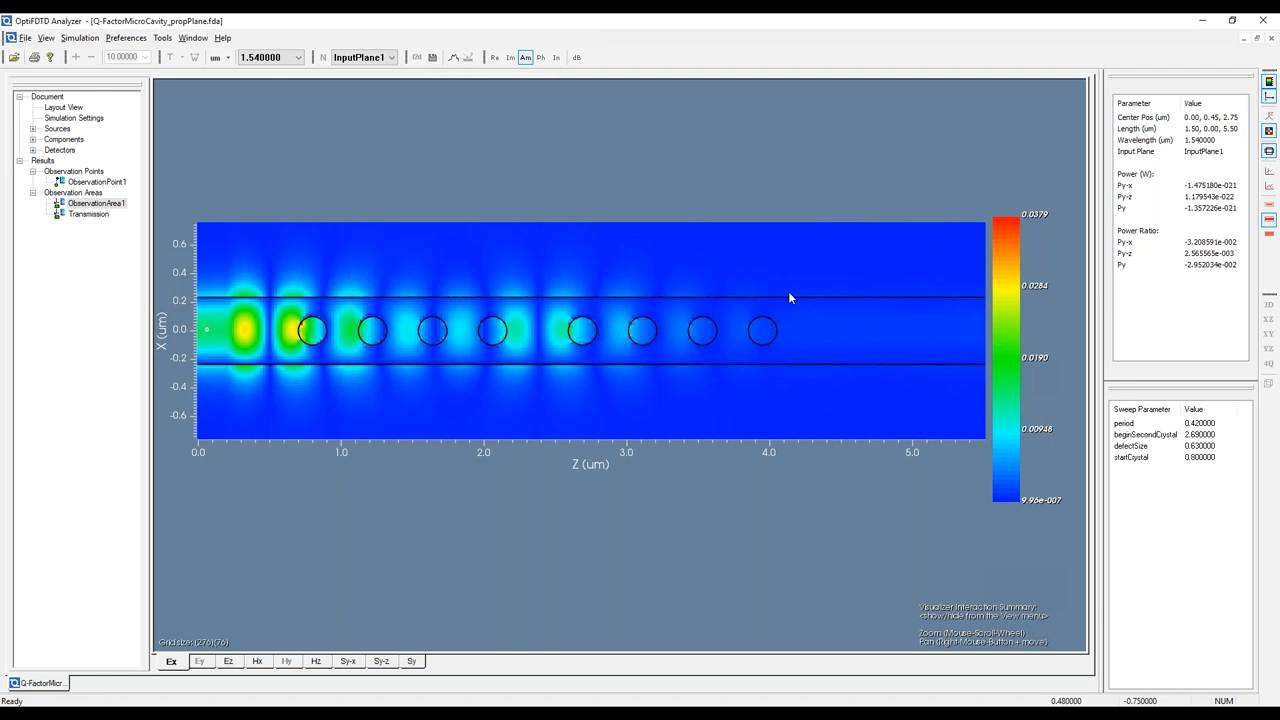 OptiFDTD Analyzer - [Q-FactorMicroCavity_propPlane.fda]
File View Simulation Preferences Tools Window Help
10.00000 T W um 1.540000 N InputPlane1 Re Im Am Ph In dB
Document
Layout View
Simulation Settings
Sources
Components
Detectors
Results
Observation Points
ObservationPoint1
Observation Areas
ObservationArea1
Transmission
X (um)
0.6
0.4
0.2
0.0
-0.2
-0.4
-0.6
0.0 1.0 2.0 3.0 4.0 5.0
Z (um)
0.0379
0.0284
0.0190
0.00948
9.96e-007
Visualizer Interaction Summary:
<show/hide from the View menu>
Zoom (Mouse-Scroll-Wheel)
Pan (Right-Mouse-Button + move)
Grid size: (276)(76)
Ex Ey Ez Hx Hy Hz Sy-x Sy-z Sy
Parameter Value
Center Pos (um) 0.00, 0.45, 2.75
Length (um) 1.50, 0.00, 5.50
Wavelength (um) 1.540000
Input Plane InputPlane1
Power (W):
Py-x -1.475180e-021
Py-z 1.179543e-022
Py -1.357226e-021
Power Ratio:
Py-x -3.208591e-002
Py-z 2.565565e-003
Py -2.952034e-002
3D
XZ
XY
YZ
4Q
Sweep Parameter Value
period 0.420000
beginSecondCrystal 2.690000
defectSize 0.630000
startCrystal 0.800000
Q-FactorMicr...
Ready 0.480000 -0.750000 NUM